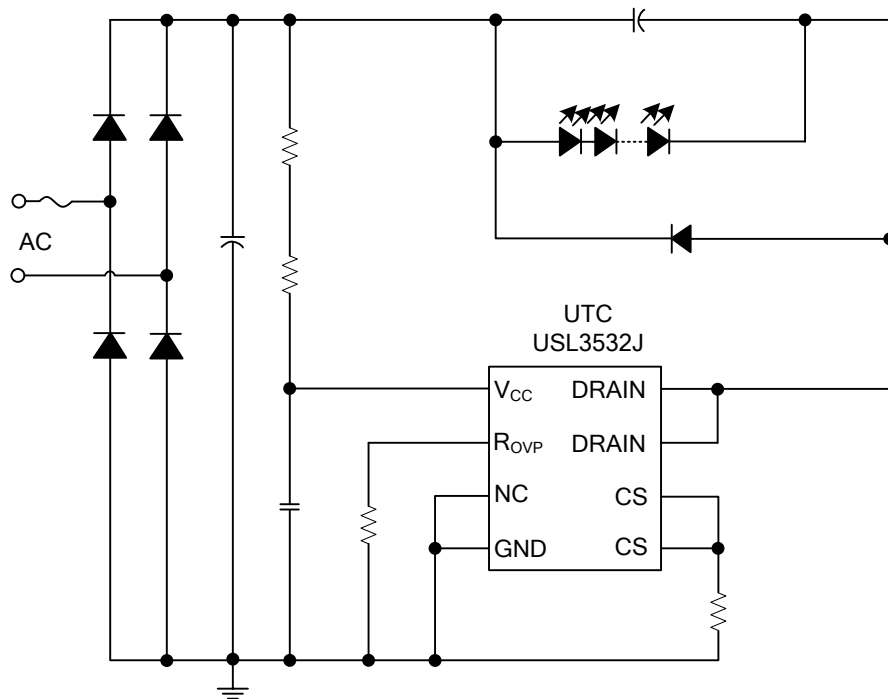 AC
UTC
USL3532J
VCC DRAIN
ROVP DRAIN
NC CS
GND CS